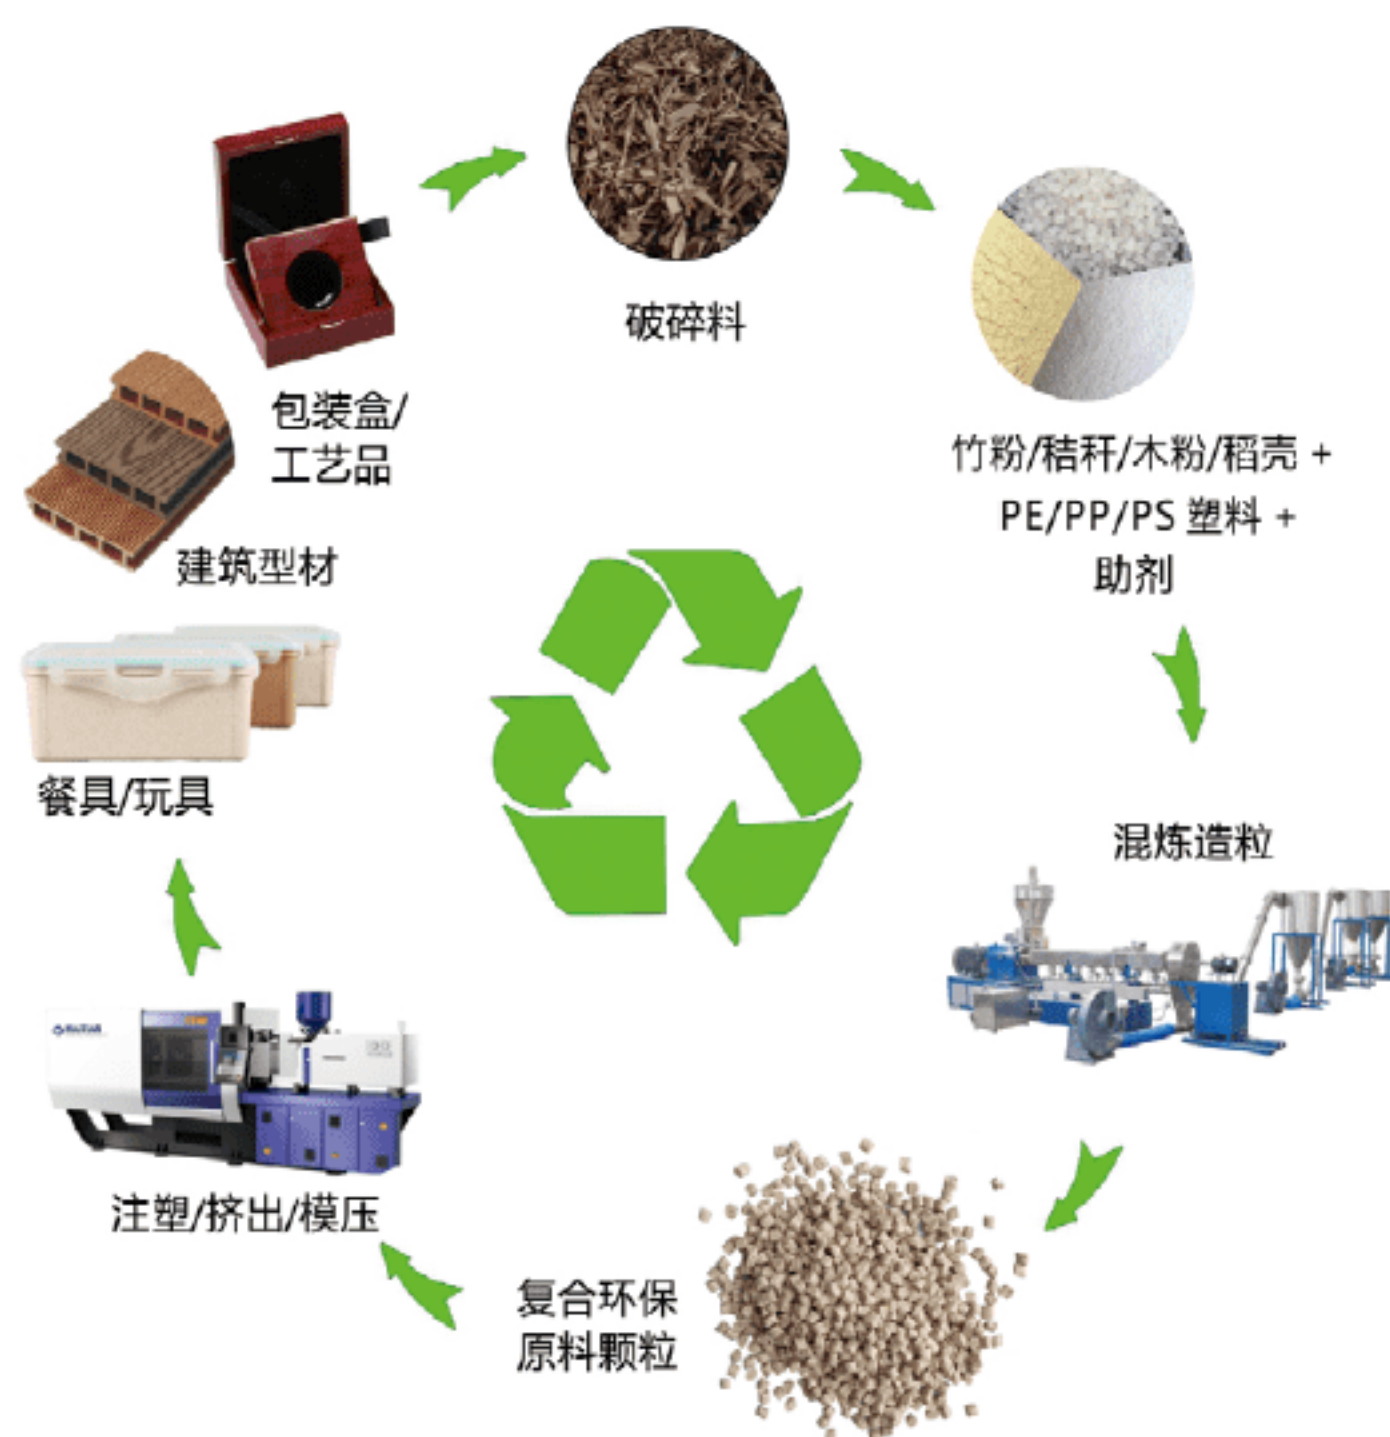 破碎料
包装盒/
工艺品
竹粉/秸秆/木粉/稻壳 +
PE/PP/PS 塑料 +
助剂
建筑型材
餐具/玩具
混炼造粒
注塑/挤出/模压
复合环保
原料颗粒